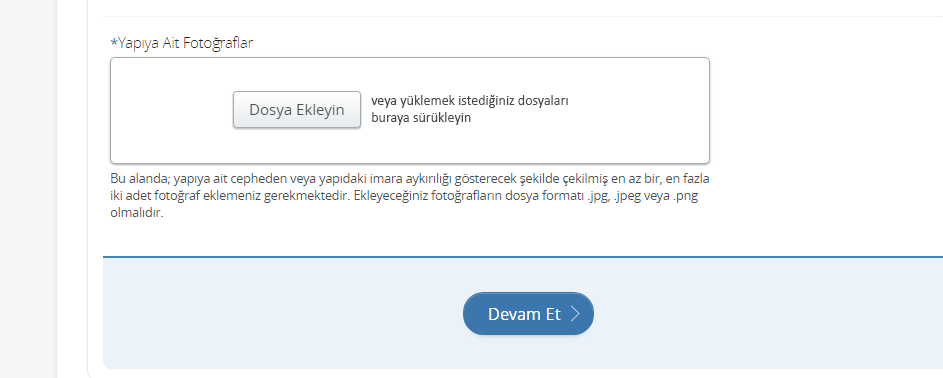 *Yapıya Ait Fotoğraflar
Dosya Ekleyin
veya yüklemek istediğiniz dosyaları
buraya sürükleyin
Bu alanda; yapıya ait cepheden veya yapıdaki imara aykırılığı gösterecek şekilde çekilmiş en az bir, en fazla
iki adet fotoğraf eklemeniz gerekmektedir. Ekleyeceğiniz fotoğrafların dosya formatı .jpg, .jpeg veya .png
olmalıdır.
Devam Et